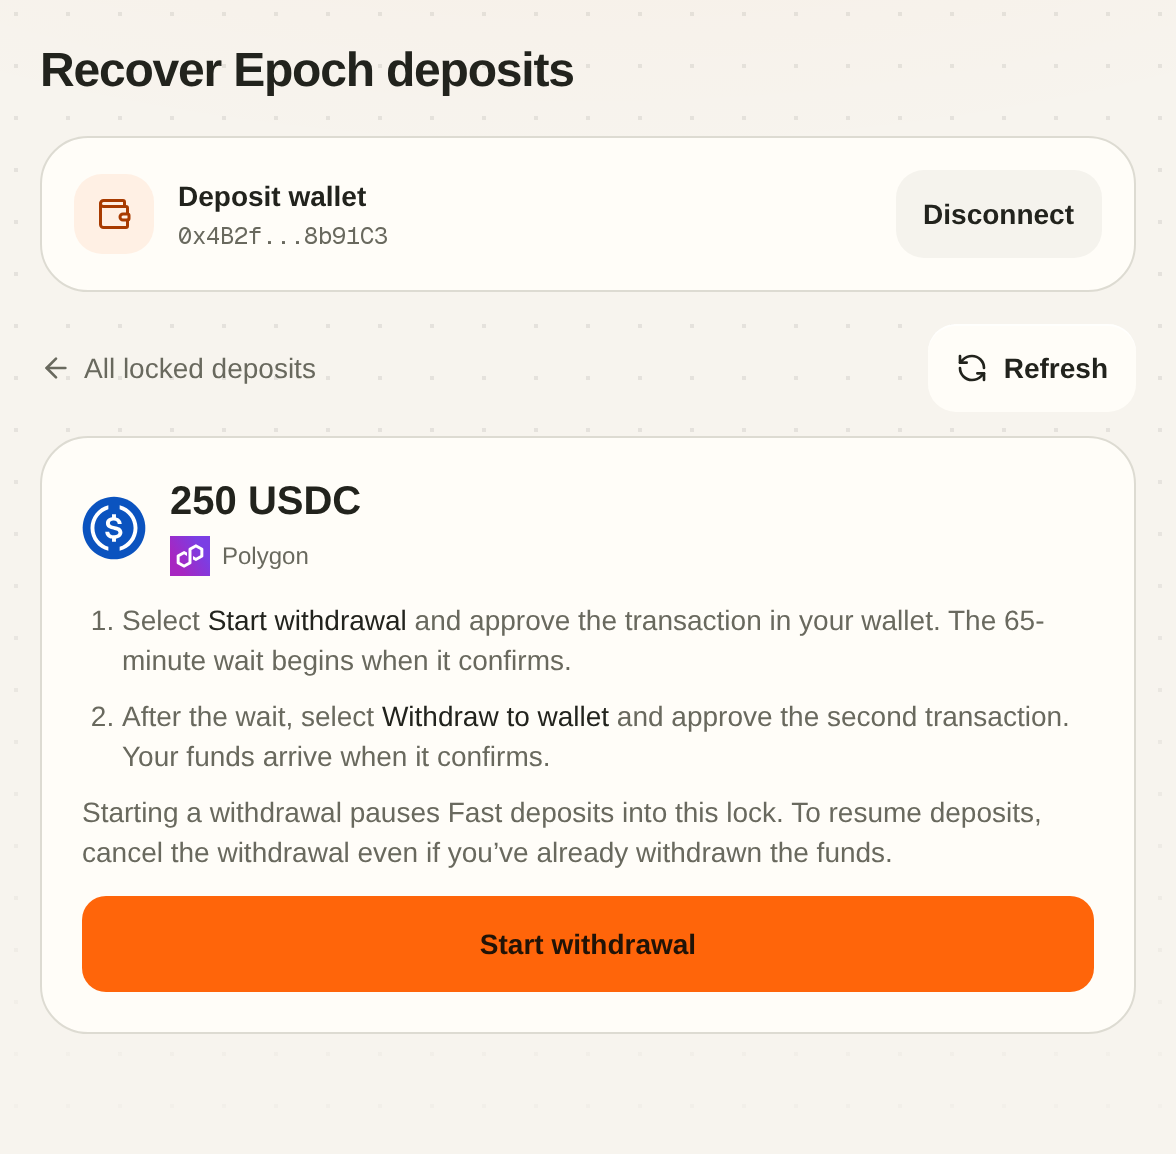 Recover Epoch deposits
Deposit wallet
0x4B2f...8b91C3
Disconnect
All locked deposits
Refresh
250 USDC
Polygon
1. Select Start withdrawal and approve the transaction in your wallet. The 65-
minute wait begins when it confirms.
2. After the wait, select Withdraw to wallet and approve the second transaction.
Your funds arrive when it confirms.
Starting a withdrawal pauses Fast deposits into this lock. To resume deposits,
cancel the withdrawal even if you’ve already withdrawn the funds.
Start withdrawal